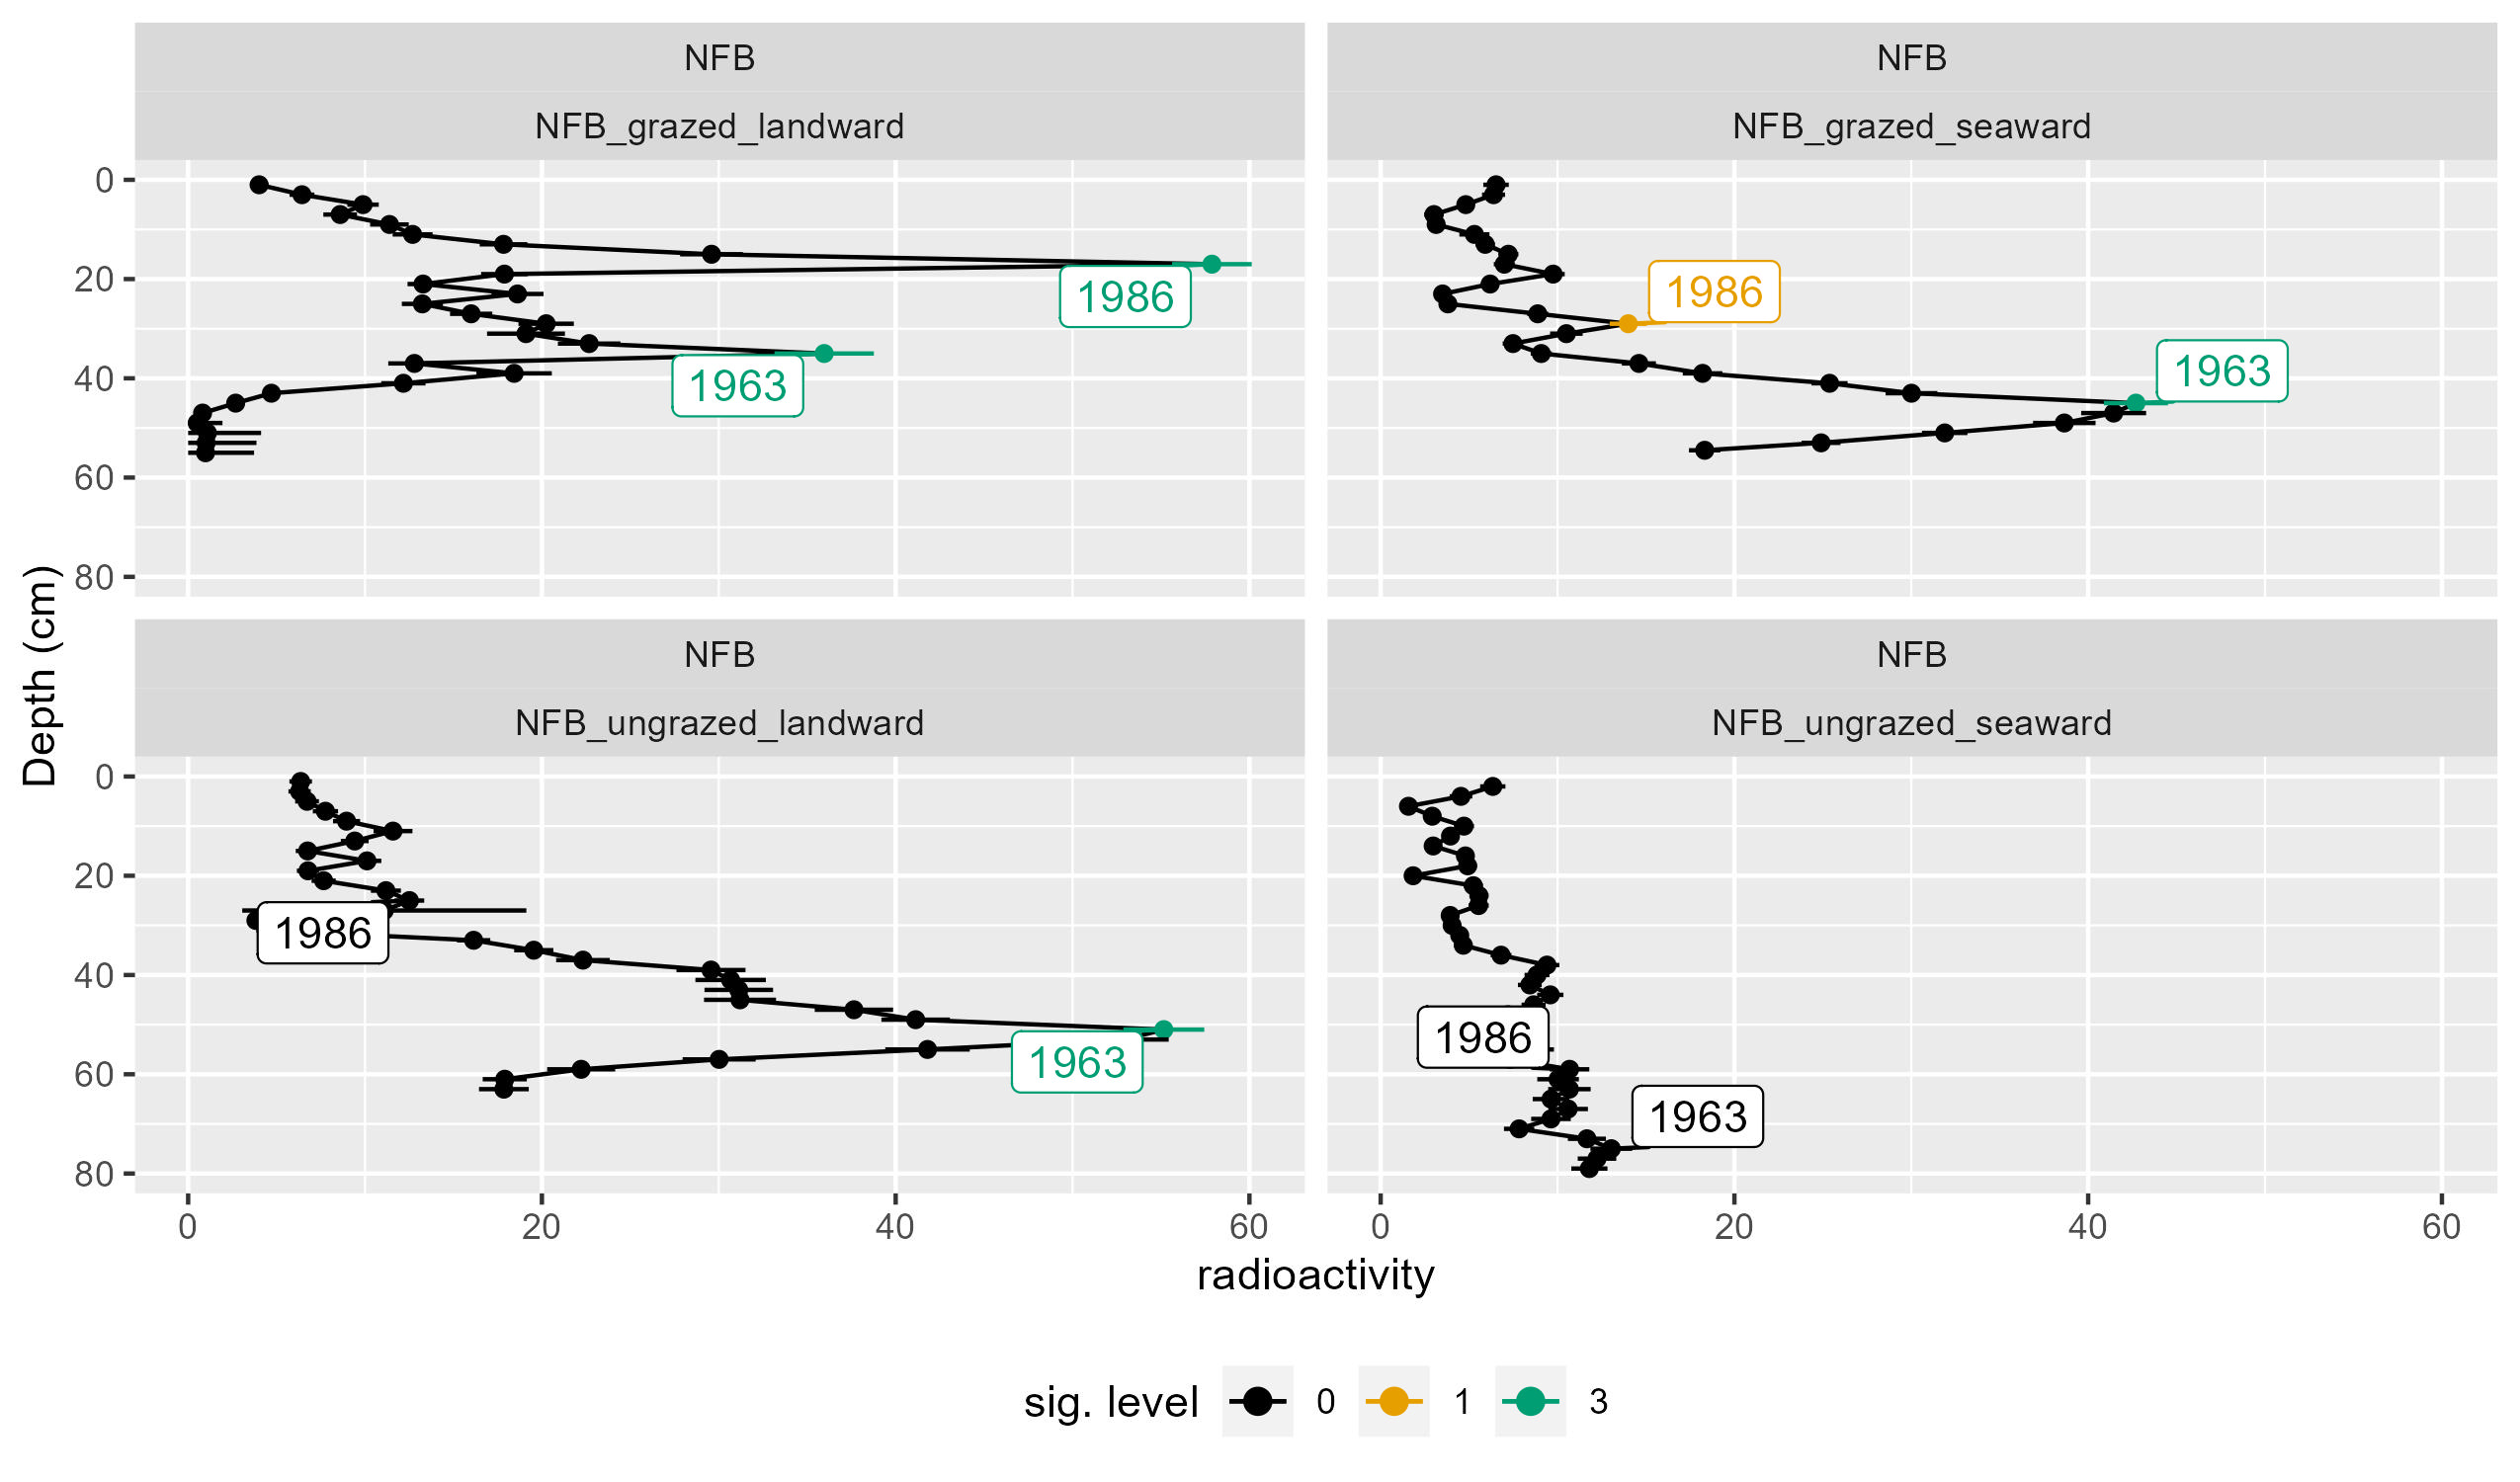 NFB
NFB_grazed_landward
NFB
NFB_grazed_seaward
0
20
40
60
80
1986
1963
1986
1963
Depth (cm)
NFB
NFB_ungrazed_landward
NFB
NFB_ungrazed_seaward
0
20
40
60
80
1986
1963
1986
1963
0
20
40
60
0
20
40
60
radioactivity
sig. level 0 1 3